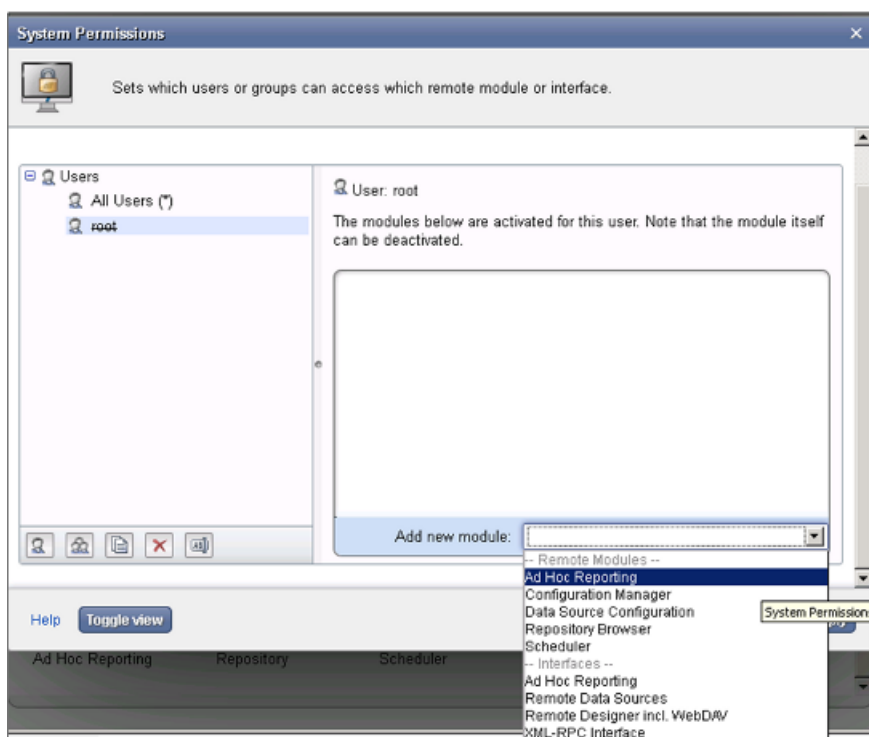 System Permissions
Sets which users or groups can access which remote module or interface.
Users
All Users (*)
root
User: root
The modules below are activated for this user. Note that the module itself
can be deactivated.
Add new module:
-- Remote Modules --
Ad Hoc Reporting
Configuration Manager
Data Source Configuration
Repository Browser
Scheduler
-- Interfaces --
Ad Hoc Reporting
Remote Data Sources
Remote Designer incl. WebDAV
XML-RPC Interface
System Permission
Help
Toggle view
Ad Hoc Reporting Repository Scheduler